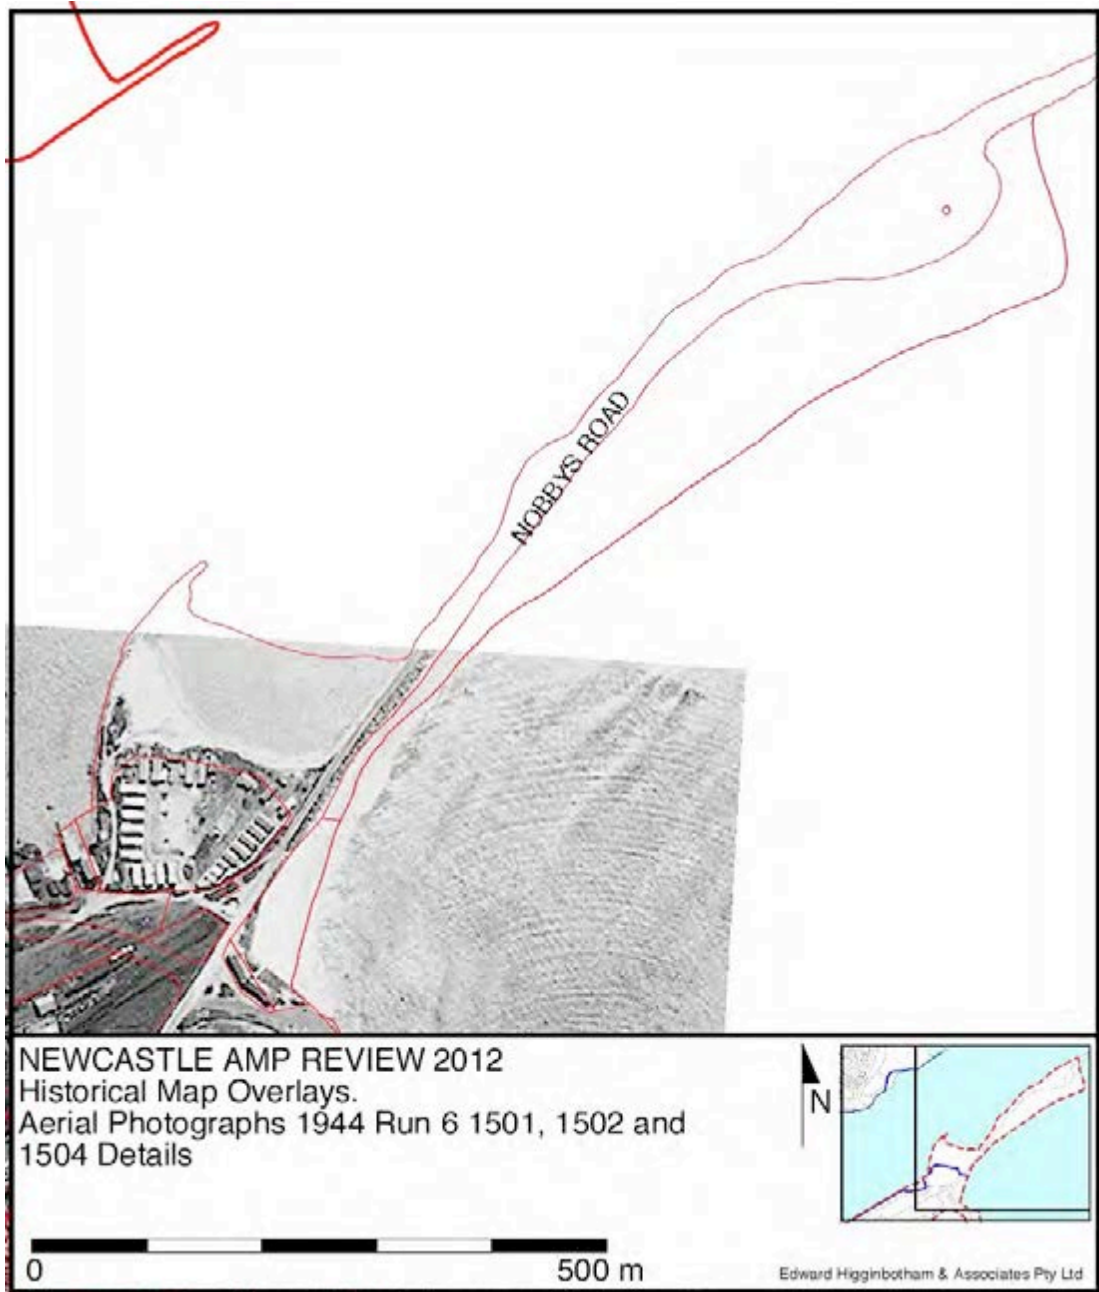 NOBBYS ROAD
NEWCASTLE AMP REVIEW 2012
Historical Map Overlays.
Aerial Photographs 1944 Run 6 1501, 1502 and
1504 Details
N
0 500 m
Edward Higginbotham & Associates Pty Ltd